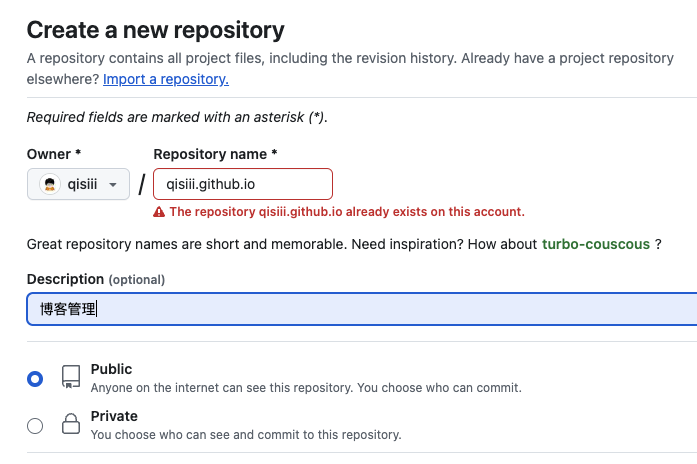 Create a new repository
A repository contains all project files, including the revision history. Already have a project repository
elsewhere? Import a repository.
Required fields are marked with an asterisk (*).
Owner * Repository name *
qisiii / qisiii.github.io
The repository qisiii.github.io already exists on this account.
Great repository names are short and memorable. Need inspiration? How about turbo-couscous ?
Description (optional)
博客管理
Public
Anyone on the internet can see this repository. You choose who can commit.
Private
You choose who can see and commit to this repository.